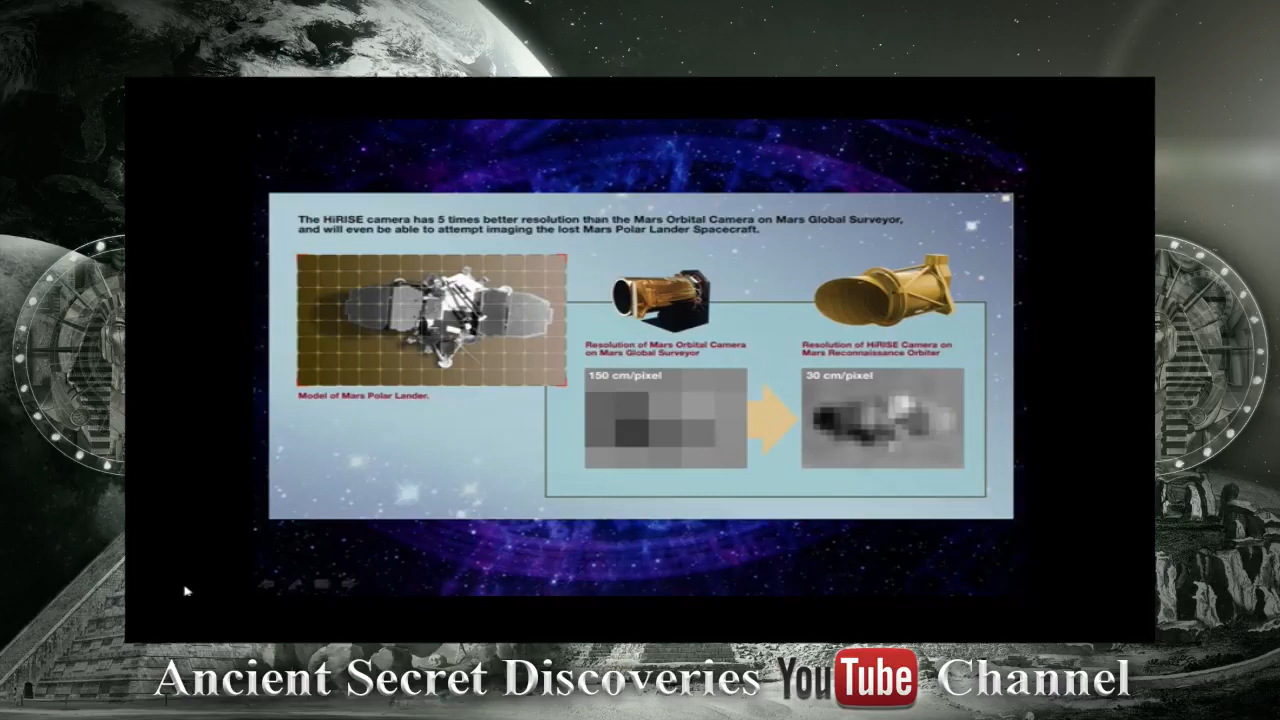 The HiRISE camera has 5 times better resolution than the Mars Orbital Camera on Mars Global Surveyor,
and will even be able to attempt imaging the lost Mars Polar Lander Spacecraft.
Model of Mars Polar Lander.
Resolution of Mars Orbital Camera
on Mars Global Surveyor
150 cm/pixel
Resolution of HiRISE Camera on
Mars Reconnaissance Orbiter
30 cm/pixel
Ancient Secret Discoveries YouTube Channel